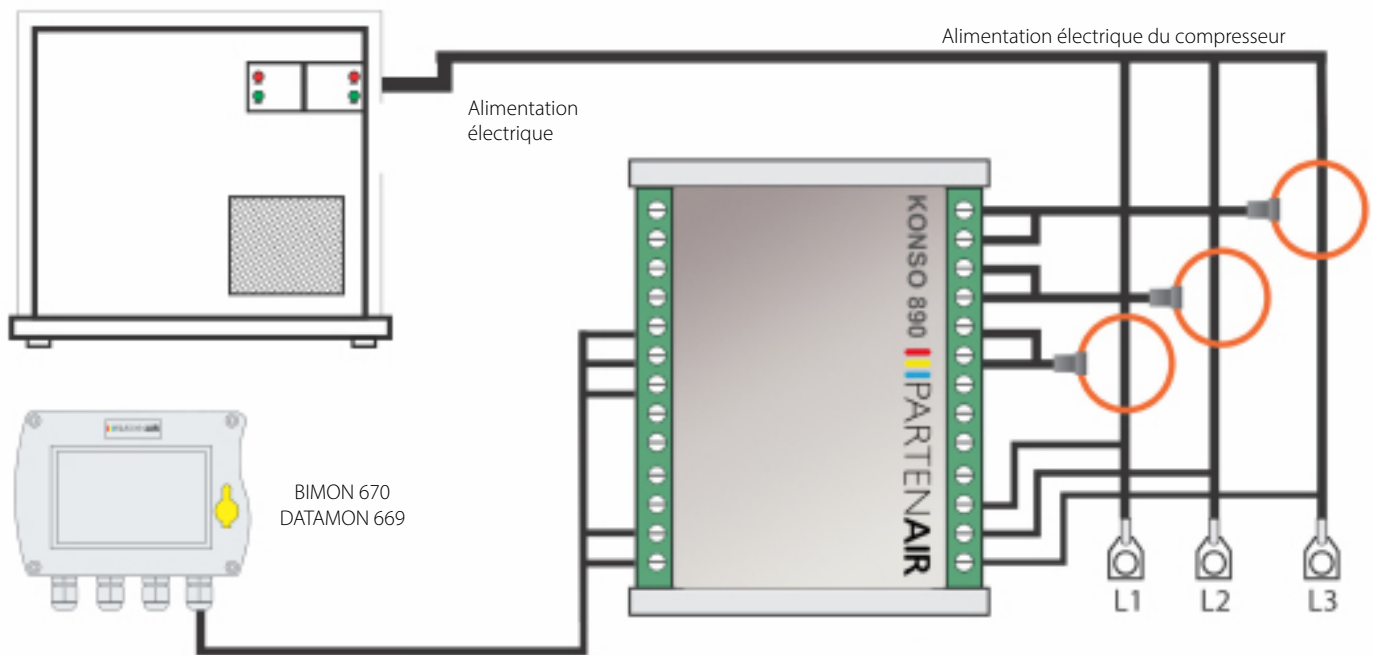 Alimentation électrique du compresseur
Alimentation
électrique
KONSO 890 PARTENAIR
BIMON 670
DATAMON 669
L1
L2
L3